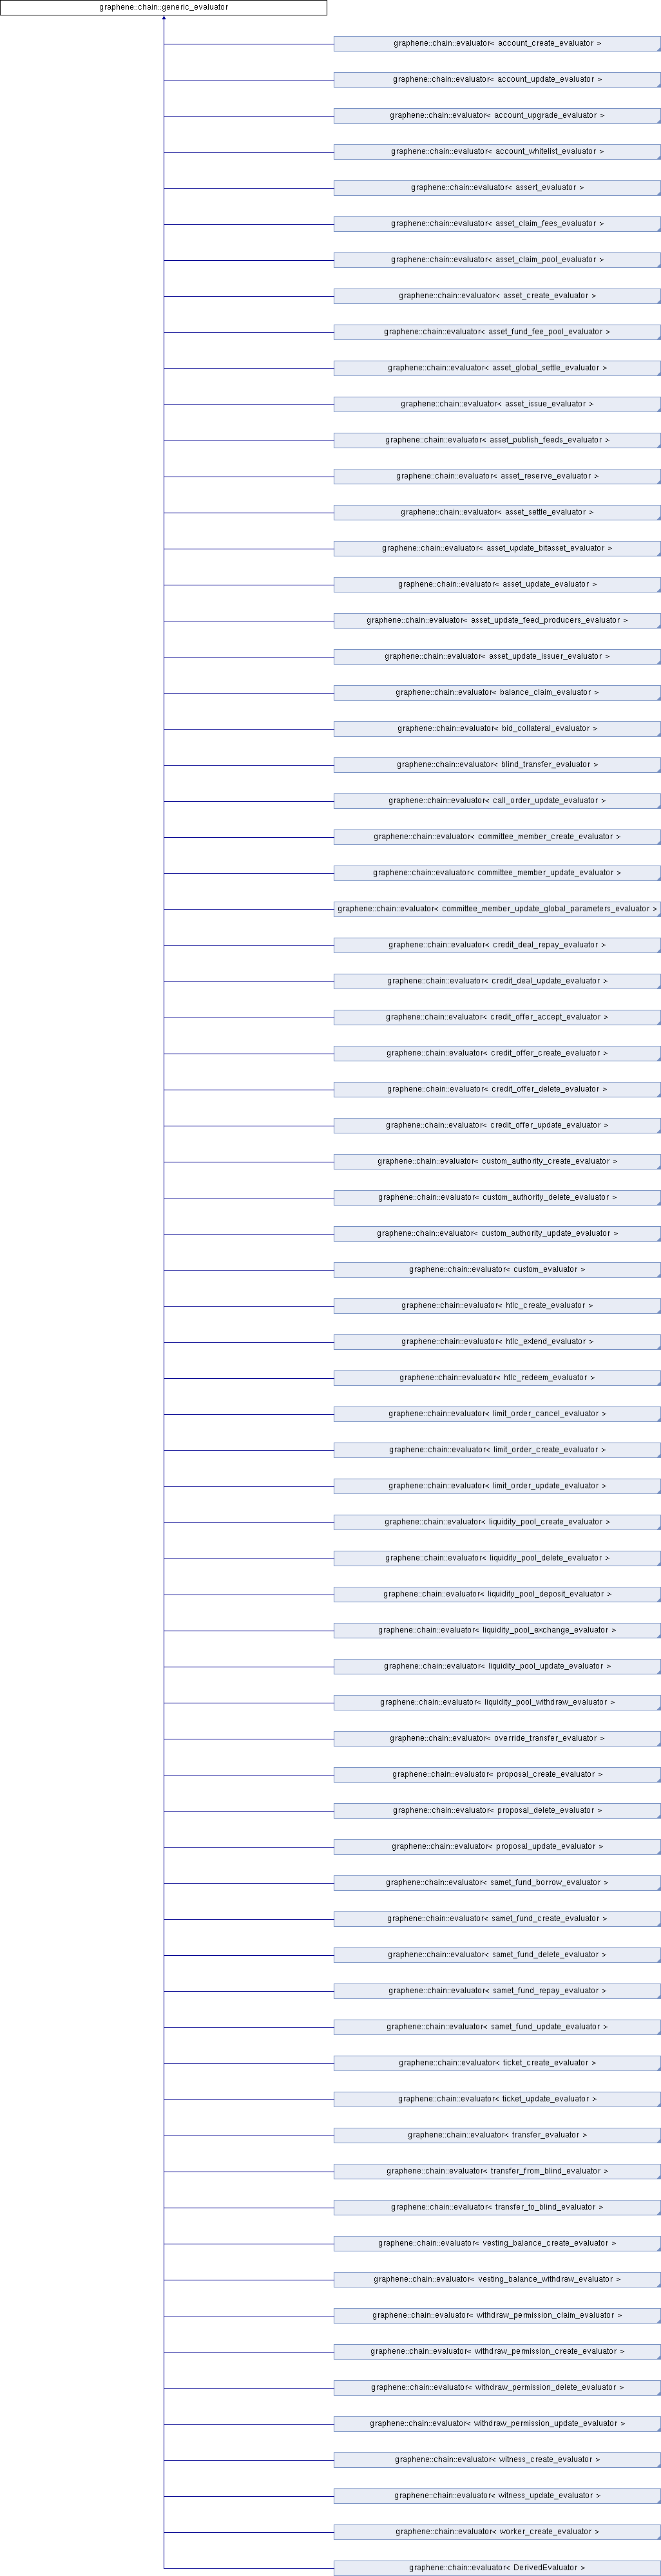 graphene::chain::generic_evaluator
graphene::chain::evaluator< account_create_evaluator >
graphene::chain::evaluator< account_update_evaluator >
graphene::chain::evaluator< account_upgrade_evaluator >
graphene::chain::evaluator< account_whitelist_evaluator >
graphene::chain::evaluator< assert_evaluator >
graphene::chain::evaluator< asset_claim_fees_evaluator >
graphene::chain::evaluator< asset_claim_pool_evaluator >
graphene::chain::evaluator< asset_create_evaluator >
graphene::chain::evaluator< asset_fund_fee_pool_evaluator >
graphene::chain::evaluator< asset_global_settle_evaluator >
graphene::chain::evaluator< asset_issue_evaluator >
graphene::chain::evaluator< asset_publish_feeds_evaluator >
graphene::chain::evaluator< asset_reserve_evaluator >
graphene::chain::evaluator< asset_settle_evaluator >
graphene::chain::evaluator< asset_update_bitasset_evaluator >
graphene::chain::evaluator< asset_update_evaluator >
graphene::chain::evaluator< asset_update_feed_producers_evaluator >
graphene::chain::evaluator< asset_update_issuer_evaluator >
graphene::chain::evaluator< balance_claim_evaluator >
graphene::chain::evaluator< bid_collateral_evaluator >
graphene::chain::evaluator< blind_transfer_evaluator >
graphene::chain::evaluator< call_order_update_evaluator >
graphene::chain::evaluator< committee_member_create_evaluator >
graphene::chain::evaluator< committee_member_update_evaluator >
graphene::chain::evaluator< committee_member_update_global_parameters_evaluator >
graphene::chain::evaluator< credit_deal_repay_evaluator >
graphene::chain::evaluator< credit_deal_update_evaluator >
graphene::chain::evaluator< credit_offer_accept_evaluator >
graphene::chain::evaluator< credit_offer_create_evaluator >
graphene::chain::evaluator< credit_offer_delete_evaluator >
graphene::chain::evaluator< credit_offer_update_evaluator >
graphene::chain::evaluator< custom_authority_create_evaluator >
graphene::chain::evaluator< custom_authority_delete_evaluator >
graphene::chain::evaluator< custom_authority_update_evaluator >
graphene::chain::evaluator< custom_evaluator >
graphene::chain::evaluator< htlc_create_evaluator >
graphene::chain::evaluator< htlc_extend_evaluator >
graphene::chain::evaluator< htlc_redeem_evaluator >
graphene::chain::evaluator< limit_order_cancel_evaluator >
graphene::chain::evaluator< limit_order_create_evaluator >
graphene::chain::evaluator< limit_order_update_evaluator >
graphene::chain::evaluator< liquidity_pool_create_evaluator >
graphene::chain::evaluator< liquidity_pool_delete_evaluator >
graphene::chain::evaluator< liquidity_pool_deposit_evaluator >
graphene::chain::evaluator< liquidity_pool_exchange_evaluator >
graphene::chain::evaluator< liquidity_pool_update_evaluator >
graphene::chain::evaluator< liquidity_pool_withdraw_evaluator >
graphene::chain::evaluator< override_transfer_evaluator >
graphene::chain::evaluator< proposal_create_evaluator >
graphene::chain::evaluator< proposal_delete_evaluator >
graphene::chain::evaluator< proposal_update_evaluator >
graphene::chain::evaluator< samet_fund_borrow_evaluator >
graphene::chain::evaluator< samet_fund_create_evaluator >
graphene::chain::evaluator< samet_fund_delete_evaluator >
graphene::chain::evaluator< samet_fund_repay_evaluator >
graphene::chain::evaluator< samet_fund_update_evaluator >
graphene::chain::evaluator< ticket_create_evaluator >
graphene::chain::evaluator< ticket_update_evaluator >
graphene::chain::evaluator< transfer_evaluator >
graphene::chain::evaluator< transfer_from_blind_evaluator >
graphene::chain::evaluator< transfer_to_blind_evaluator >
graphene::chain::evaluator< vesting_balance_create_evaluator >
graphene::chain::evaluator< vesting_balance_withdraw_evaluator >
graphene::chain::evaluator< withdraw_permission_claim_evaluator >
graphene::chain::evaluator< withdraw_permission_create_evaluator >
graphene::chain::evaluator< withdraw_permission_delete_evaluator >
graphene::chain::evaluator< withdraw_permission_update_evaluator >
graphene::chain::evaluator< witness_create_evaluator >
graphene::chain::evaluator< witness_update_evaluator >
graphene::chain::evaluator< worker_create_evaluator >
graphene::chain::evaluator< DerivedEvaluator >